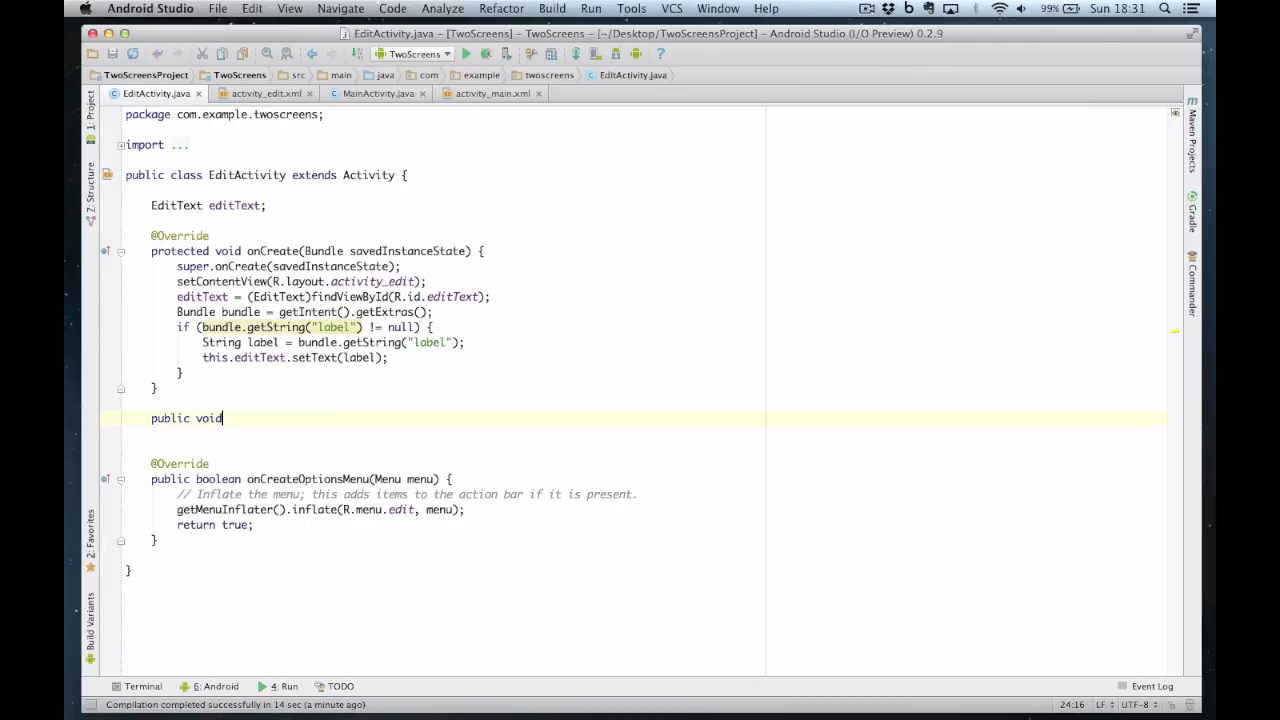 Android Studio File Edit View Navigate Code Analyze Refactor Build Run Tools VCS Window Help 99% Sun 18:31
EditActivity.java - [TwoScreens] - TwoScreens - [~/Desktop/TwoScreensProject] - Android Studio (I/O Preview) 0.2.9
TwoScreens
TwoScreensProject TwoScreens src main java com example twoscreens EditActivity.java
EditActivity.java activity_edit.xml MainActivity.java activity_main.xml
1: Project
7: Structure
2: Favorites
Build Variants
Maven Projects
Gradle
Commander
package com.example.twoscreens;
import ...
public class EditActivity extends Activity {
EditText editText;
@Override
protected void onCreate(Bundle savedInstanceState) {
super.onCreate(savedInstanceState);
setContentView(R.layout.activity_edit);
editText = (EditText)findViewById(R.id.editText);
Bundle bundle = getIntent().getExtras();
if (bundle.getString("label") != null) {
String label = bundle.getString("label");
this.editText.setText(label);
}
}
public void
@Override
public boolean onCreateOptionsMenu(Menu menu) {
// Inflate the menu; this adds items to the action bar if it is present.
getMenuInflater().inflate(R.menu.edit, menu);
return true;
}
}
Terminal 6: Android 4: Run TODO Event Log
Compilation completed successfully in 14 sec (a minute ago) 24:16 LF UTF-8